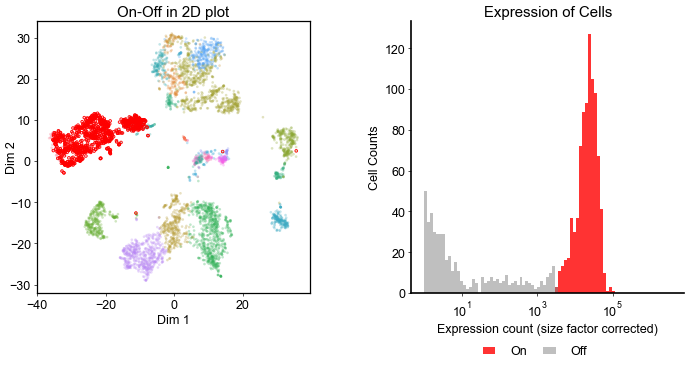 On-Off in 2D plot
30
20
10
0
−10
−20
−30
−40
−20
0
20
Dim 2
Dim 1
Expression of Cells
120
100
80
60
40
20
0
10^1
10^3
10^5
Cell Counts
Expression count (size factor corrected)
On
Off